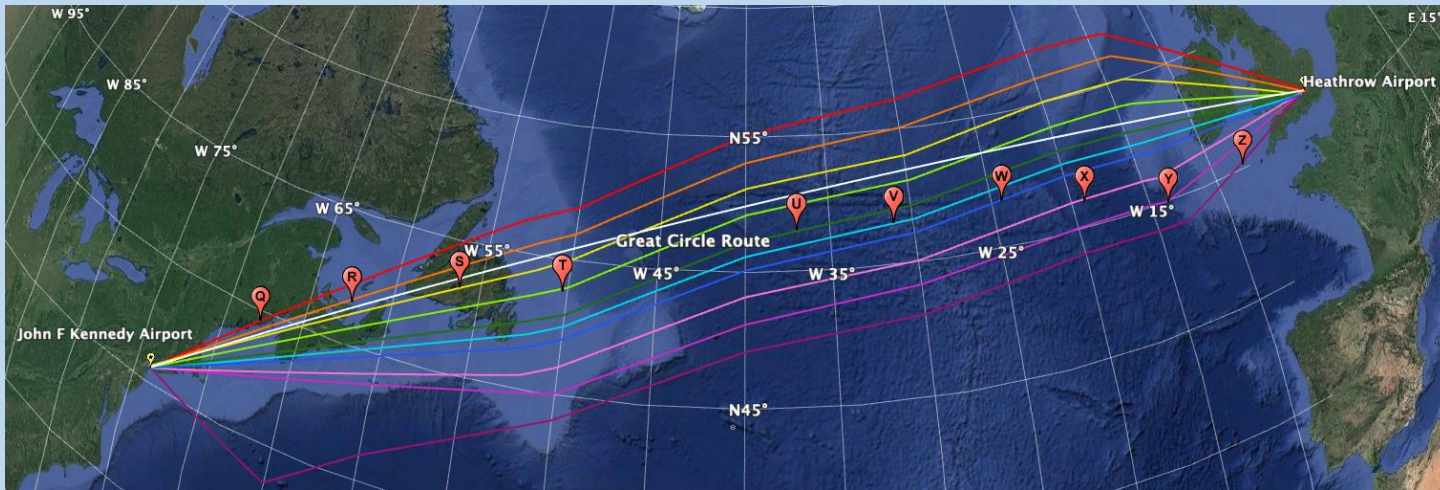 W 95°
E 15°
W 85°
Heathrow Airport
N55°
Z
W 75°
W
X
Y
V
U
W 65°
W 15°
Great Circle Route
W 55°
W 25°
S
T
W 45°
W 35°
R
Q
John F Kennedy Airport
N45°